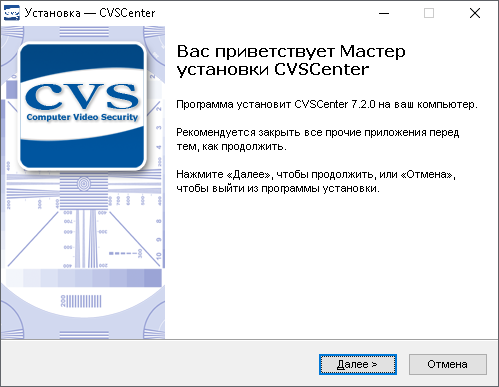 CVS Установка — CVSCenter
Вас приветствует Мастер
установки CVSCenter
CVS
Computer Video Security
Программа установит CVSCenter 7.2.0 на ваш компьютер.
Рекомендуется закрыть все прочие приложения перед
тем, как продолжить.
Нажмите «Далее», чтобы продолжить, или «Отмена»,
чтобы выйти из программы установки.
Далее >
Отмена